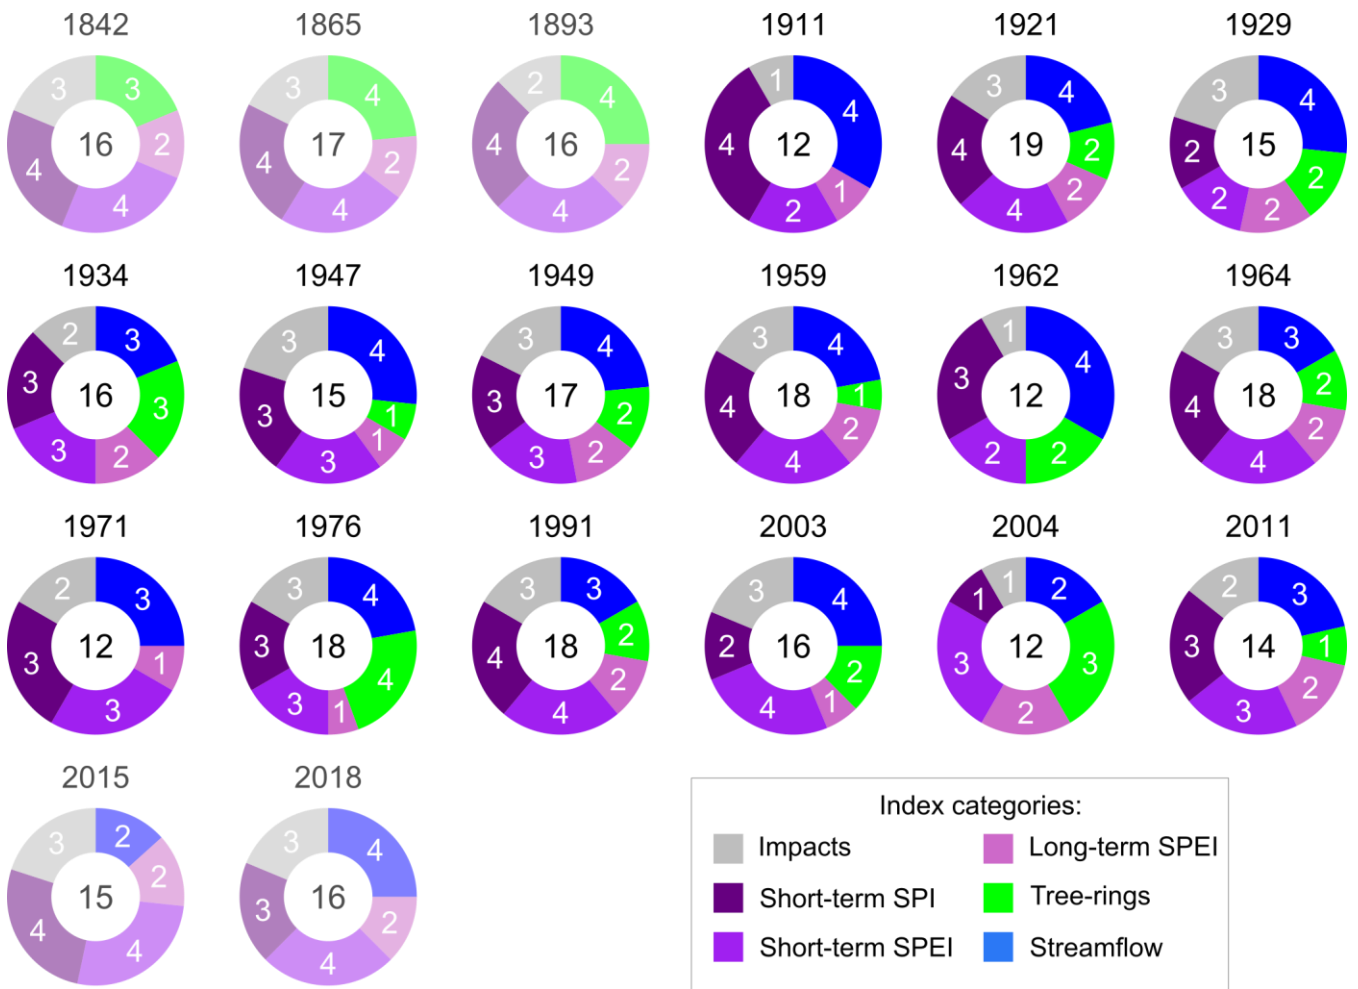 1842 1865 1893 1911 1921 1929
3 3 2 4 4 16
3 4 2 4 4 17
2 4 2 4 4 16
1 4 1 2 4 12
3 4 2 2 4 4 19
3 4 2 2 2 2 15
1934 1947 1949 1959 1962 1964
2 3 3 2 3 3 16
3 4 1 1 3 3 15
3 4 2 2 3 3 17
3 4 1 2 4 4 18
1 4 2 2 3 12
3 3 2 2 4 4 18
1971 1976 1991 2003 2004 2011
2 3 1 3 3 12
3 4 4 1 3 3 18
3 3 2 2 4 4 18
3 4 2 1 4 2 16
1 2 3 2 3 1 12
2 3 1 2 3 3 14
2015 2018
3 2 2 4 4 15
3 4 2 4 3 16
Index categories:
Impacts
Short-term SPI
Short-term SPEI
Long-term SPEI
Tree-rings
Streamflow